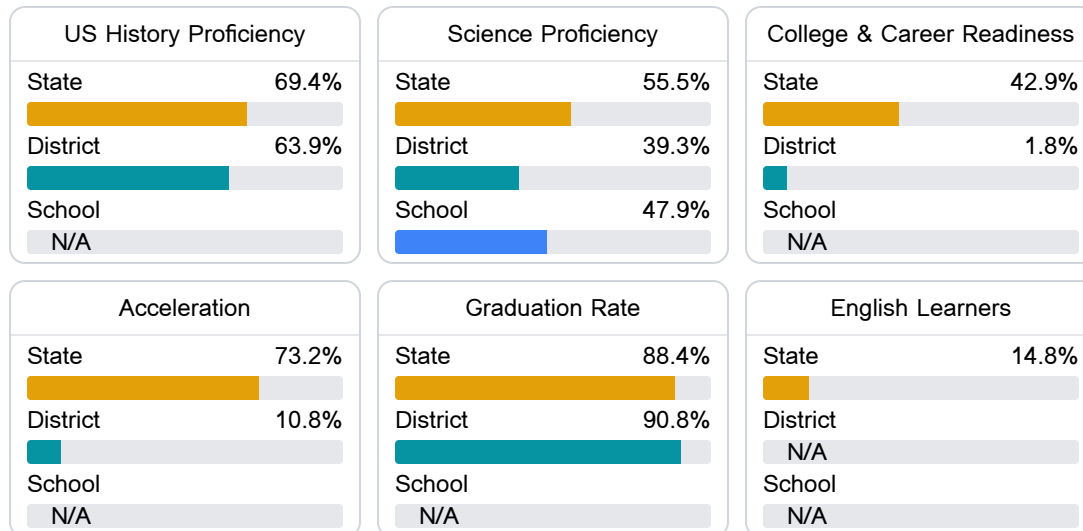 US History Proficiency
State 69.4%
District 63.9%
School
N/A
Science Proficiency
State 55.5%
District 39.3%
School 47.9%
College & Career Readiness
State 42.9%
District 1.8%
School
N/A
Acceleration
State 73.2%
District 10.8%
School
N/A
Graduation Rate
State 88.4%
District 90.8%
School
N/A
English Learners
State 14.8%
District
N/A
School
N/A